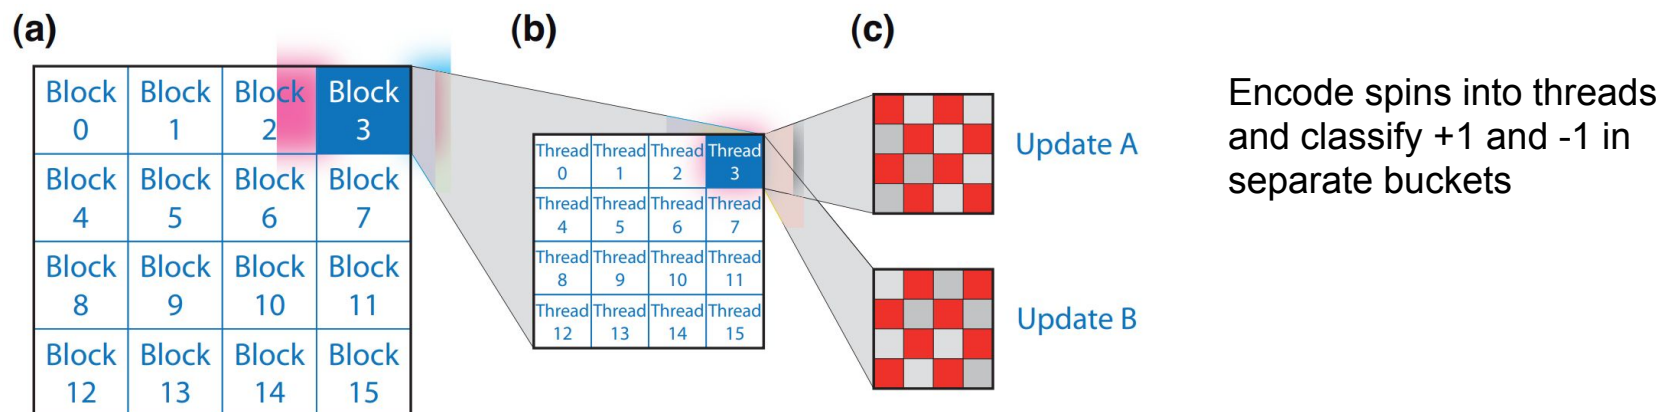 (a)
Block 0
Block 1
Block 2
Block 3
Block 4
Block 5
Block 6
Block 7
Block 8
Block 9
Block 10
Block 11
Block 12
Block 13
Block 14
Block 15
(b)
Thread 0
Thread 1
Thread 2
Thread 3
Thread 4
Thread 5
Thread 6
Thread 7
Thread 8
Thread 9
Thread 10
Thread 11
Thread 12
Thread 13
Thread 14
Thread 15
(c)
Update A
Update B
Encode spins into threads
and classify +1 and -1 in
separate buckets